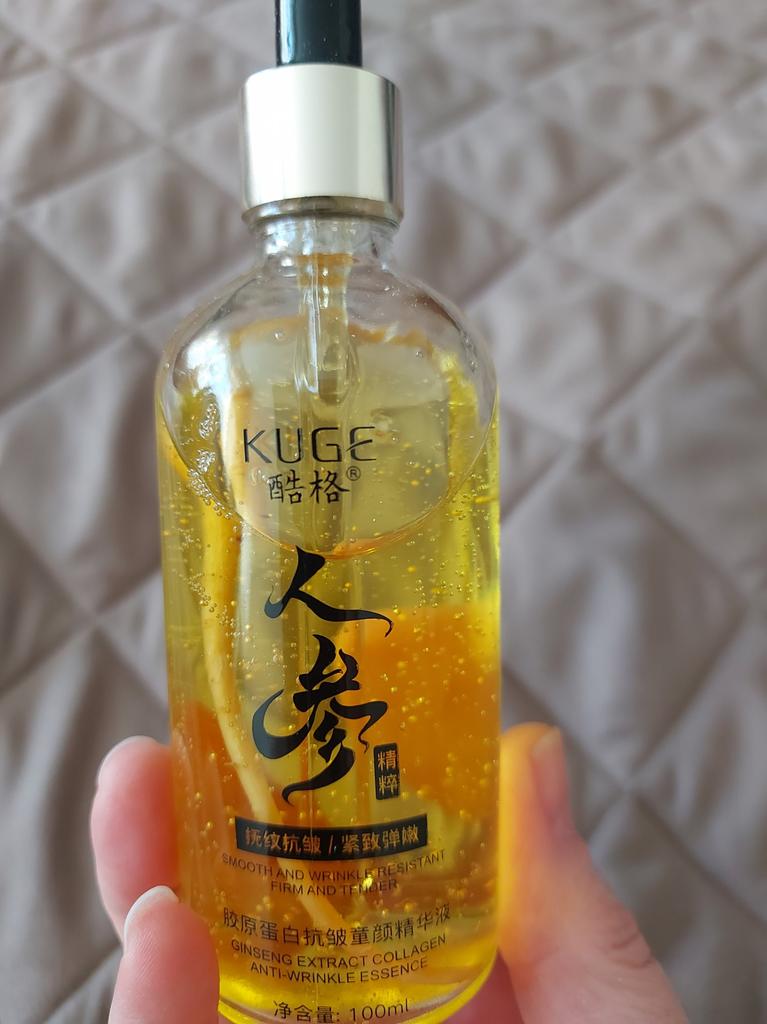 KUGE
酷格®
人参
精粹
抚纹抗皱 / 紧致弹嫩
SMOOTH AND WRINKLE RESISTANT
FIRM AND TENDER
胶原蛋白抗皱童颜精华液
GINSENG EXTRACT COLLAGEN
ANTI-WRINKLE ESSENCE
净含量: 100ml